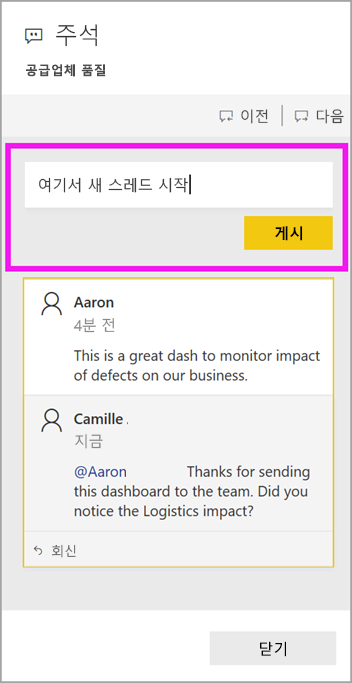 주석
공급업체 품질
이전 다음
여기서 새 스레드 시작
게시
Aaron
4분 전
This is a great dash to monitor impact
of defects on our business.
Camille .
지금
@Aaron Thanks for sending
this dashboard to the team. Did you
notice the Logistics impact?
회신
닫기